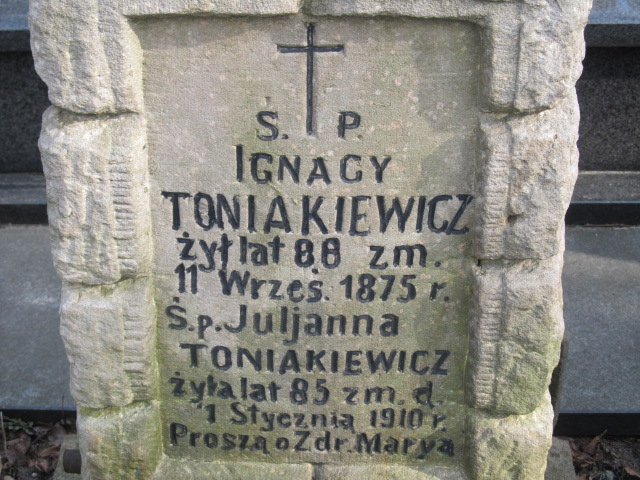 Ś. P.
IGNACY
TONIAKIEWICZ
żył lat 88 zm.
11 Wrześ. 1875 r.
Ś.p. Juljanna
TONIAKIEWICZ
żyła lat 85 zm. d.
1 Stycznia 1910 r.
Proszą o Zdr. Marya